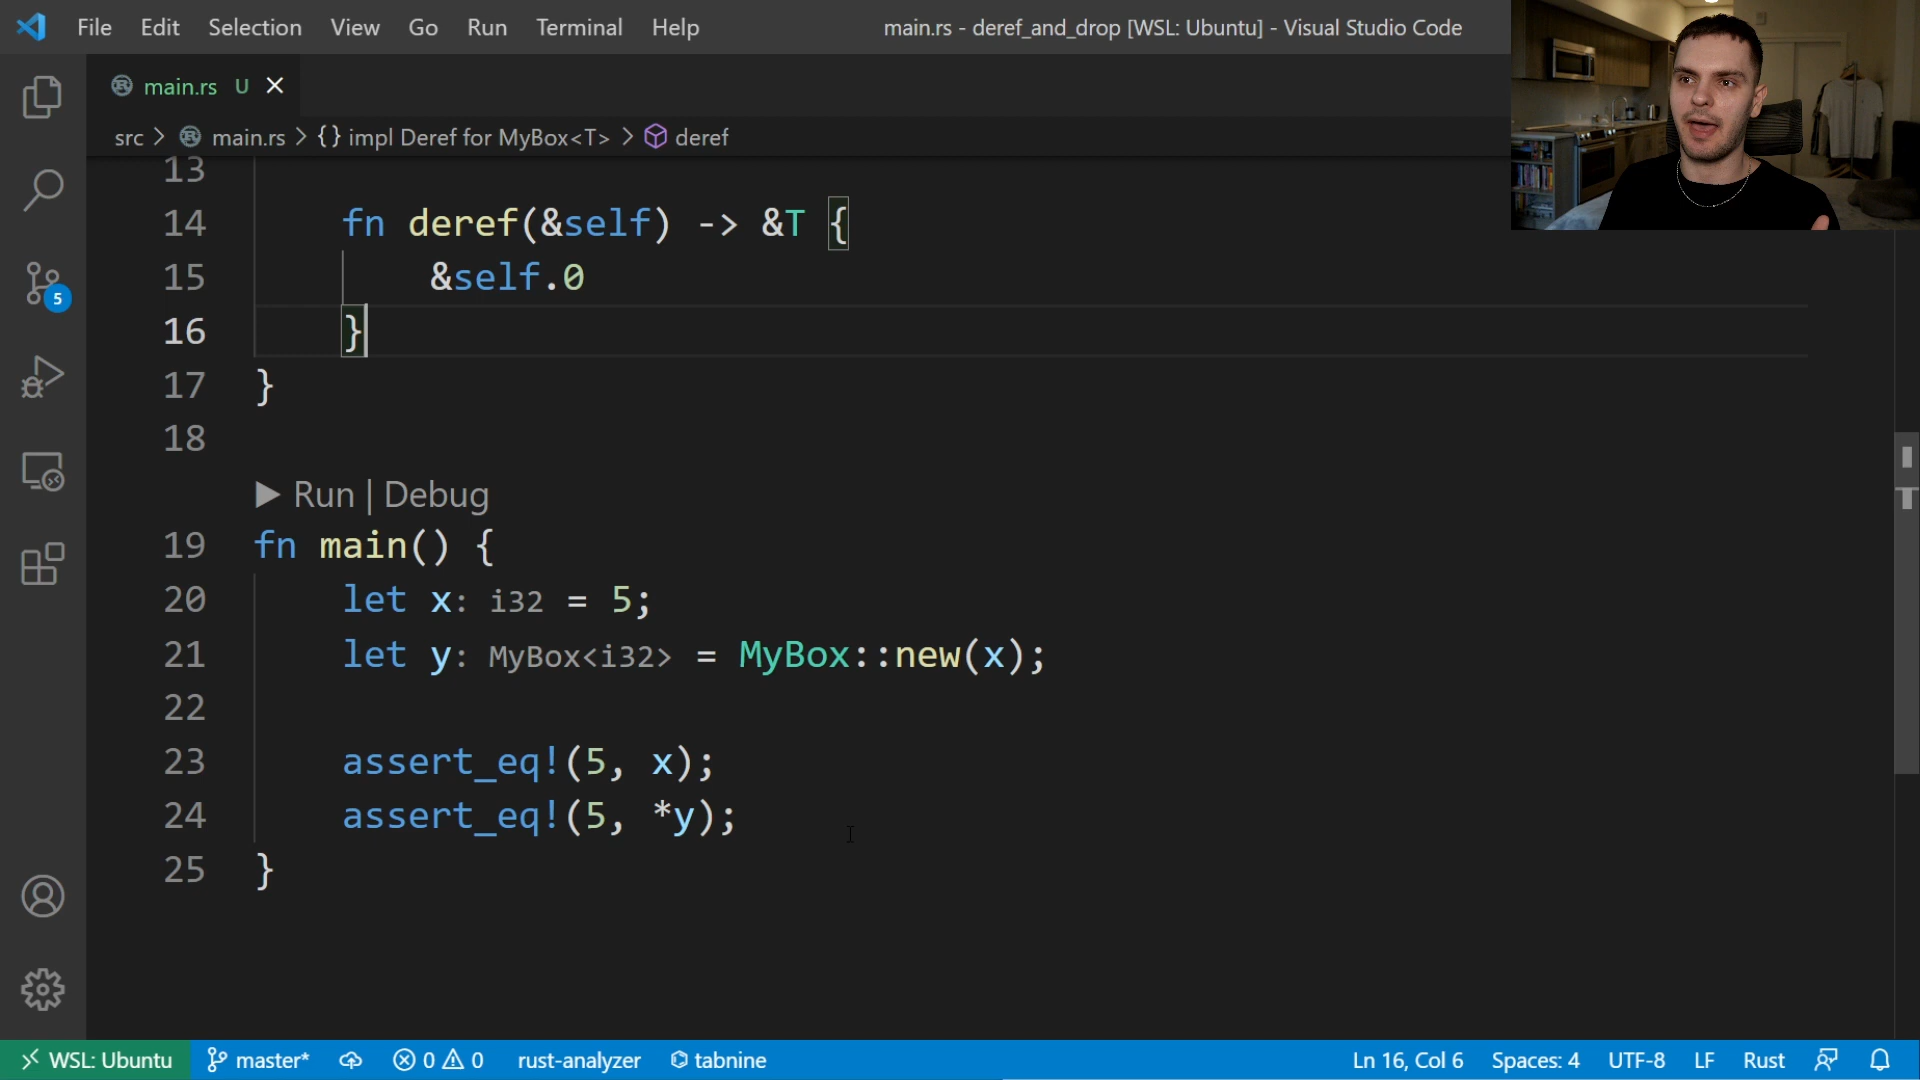 File Edit Selection View Go Run Terminal Help main.rs - deref_and_drop [WSL: Ubuntu] - Visual Studio Code
main.rs U
src > main.rs > {} impl Deref for MyBox<T> > deref
13
14 fn deref(&self) -> &T {
15 &self.0
16 }
17 }
18
Run | Debug
19 fn main() {
20 let x: i32 = 5;
21 let y: MyBox<i32> = MyBox::new(x);
22
23 assert_eq!(5, x);
24 assert_eq!(5, *y);
25 }
5
WSL: Ubuntu master* 0 0 rust-analyzer tabnine Ln 16, Col 6 Spaces: 4 UTF-8 LF Rust